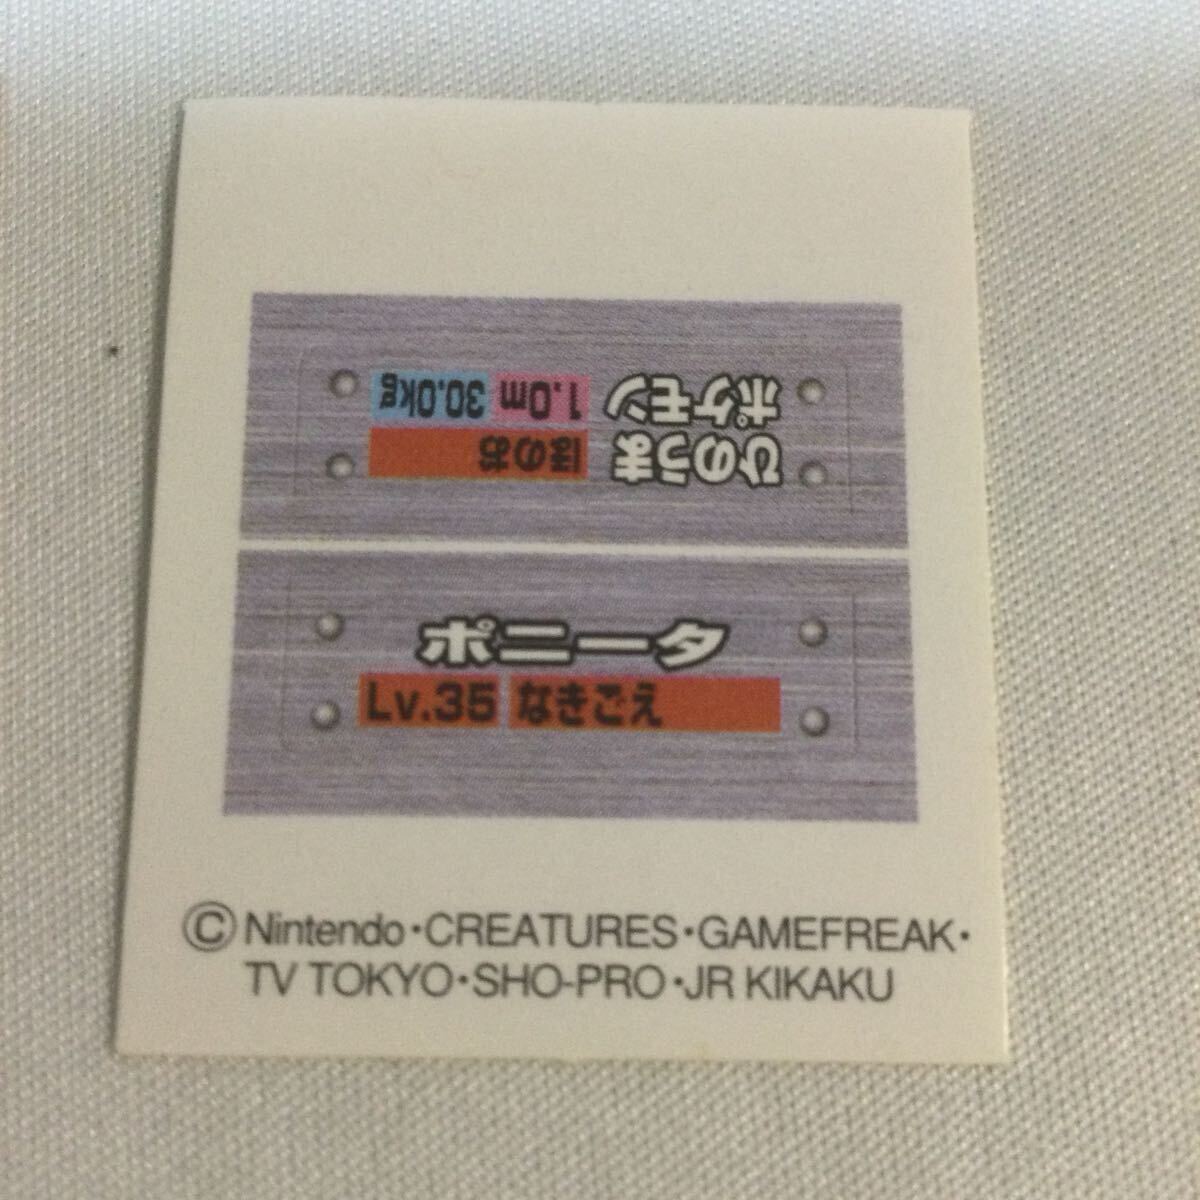 ひのうま
ポケモン
ほのお
1.0m 30.0kg
ポニータ
Lv.35 なきごえ
©Nintendo・CREATURES・GAMEFREAK・
TV TOKYO・SHO-PRO・JR KIKAKU